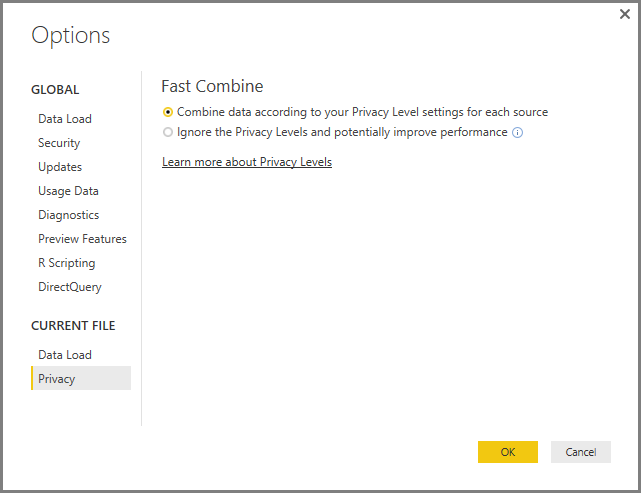 Options
GLOBAL
Data Load
Security
Updates
Usage Data
Diagnostics
Preview Features
R Scripting
DirectQuery
CURRENT FILE
Data Load
Privacy
Fast Combine
Combine data according to your Privacy Level settings for each source
Ignore the Privacy Levels and potentially improve performance
Learn more about Privacy Levels
OK
Cancel